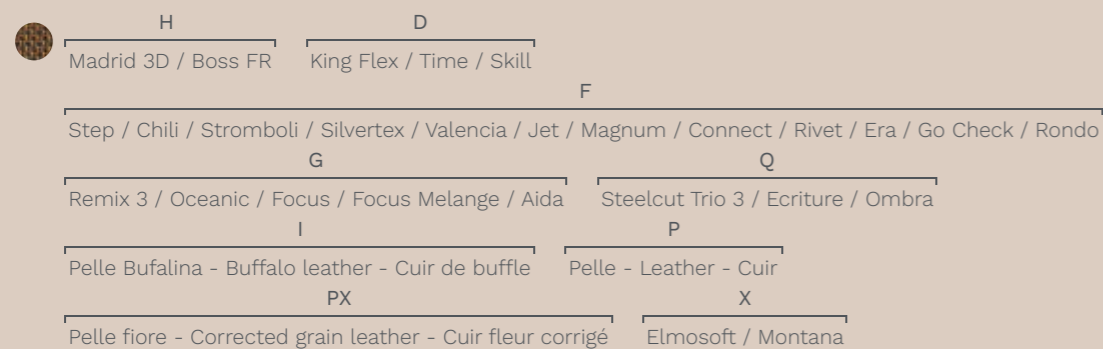 H D
Madrid 3D / Boss FR King Flex / Time / Skill
F
Step / Chili / Stromboli / Silvertex / Valencia / Jet / Magnum / Connect / Rivet / Era / Go Check / Rondo
G Q
Remix 3 / Oceanic / Focus / Focus Melange / Aida Steelcut Trio 3 / Ecriture / Ombra
I P
Pelle Bufalina - Buffalo leather - Cuir de buffle Pelle - Leather - Cuir
PX X
Pelle fiore - Corrected grain leather - Cuir fleur corrigé Elmosoft / Montana